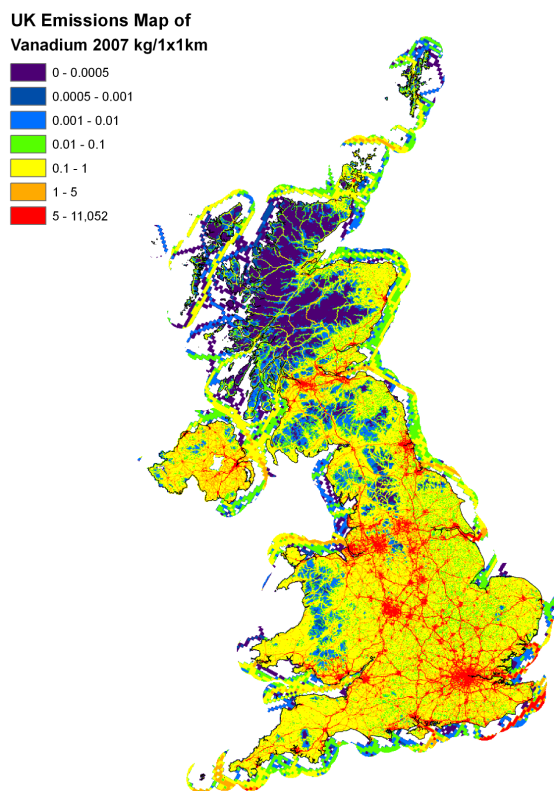 UK Emissions Map of
Vanadium 2007 kg/1x1km
0 - 0.0005
0.0005 - 0.001
0.001 - 0.01
0.01 - 0.1
0.1 - 1
1 - 5
5 - 11,052